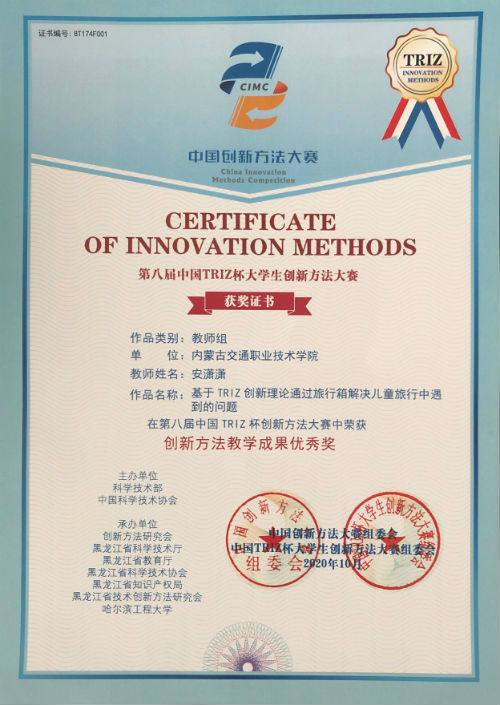 证书编号：8T174F001
TRIZ
INNOVATION
METHODS
CIMC
中国创新方法大赛
China Innovation
Methods Competition
CERTIFICATE
OF INNOVATION METHODS
第八届中国TRIZ杯大学生创新方法大赛
获奖证书
作品类别：教师组
单 位：内蒙古交通职业技术学院
教师姓名：安潇潇
作品名称：基于TRIZ创新理论通过旅行箱解决儿童旅行中遇
到的问题
在第八届中国TRIZ杯创新方法大赛中荣获
创新方法教学成果优秀奖
主办单位
科学技术部
中国科学技术协会
承办单位
创新方法研究会
黑龙江省科学技术厅
黑龙江省教育厅
黑龙江省科学技术协会
黑龙江省知识产权局
黑龙江省技术创新方法研究会
哈尔滨工程大学
中国创新方法大赛组委会
中国TRIZ杯大学生创新方法大赛组委会
2020年10月
组委会